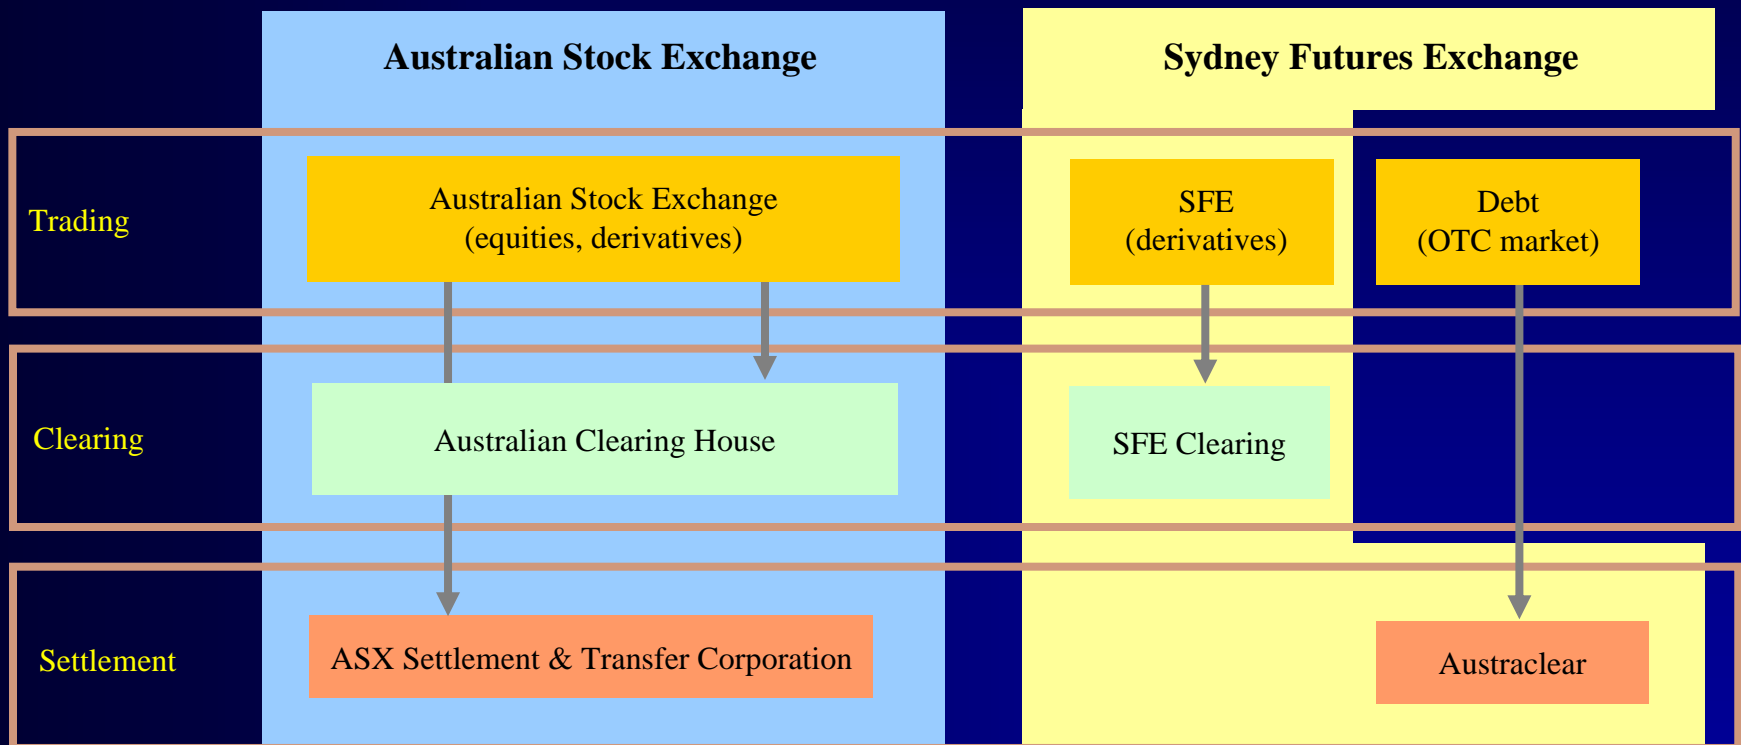 Australian Stock Exchange
Sydney Futures Exchange
Trading
Australian Stock Exchange
(equities, derivatives)
SFE
(derivatives)
Debt
(OTC market)
Clearing
Australian Clearing House
SFE Clearing
Settlement
ASX Settlement & Transfer Corporation
Austraclear